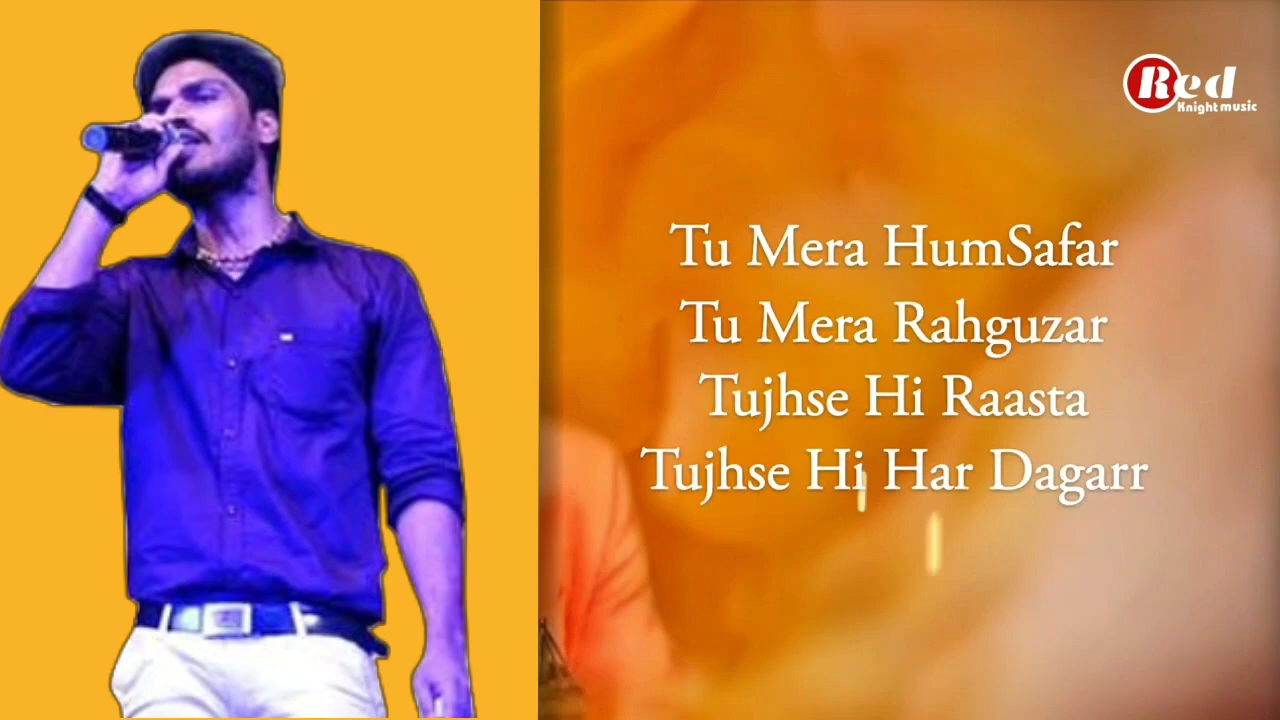 Red
Knight music
Tu Mera HumSafar
Tu Mera Rahguzar
Tujhse Hi Raasta
Tujhse Hi Har Dagarr